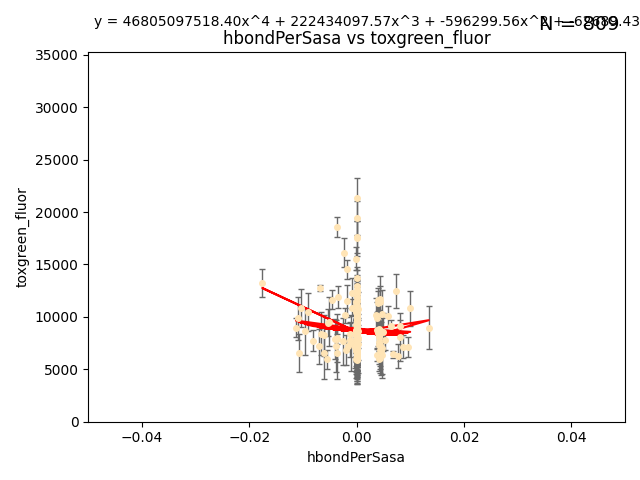 y = 46805097518.40x^4 + 222434097.57x^3 + -596299.56x^2 +
N = 809
hbondPerSasa vs toxgreen_fluor
35000
30000
25000
20000
15000
10000
5000
0
toxgreen_fluor
−0.04 −0.02 0.00 0.02 0.04
hbondPerSasa